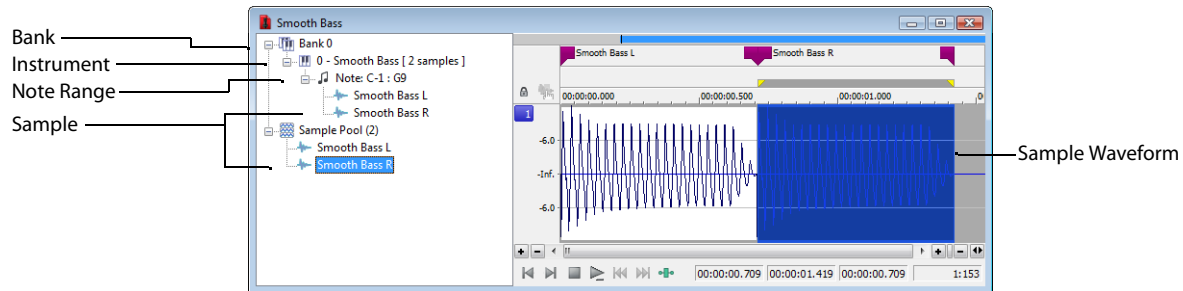 Smooth Bass
Bank
Instrument
Note Range
Sample
Bank 0
0 - Smooth Bass [ 2 samples ]
Note: C-1 : G9
Smooth Bass L
Smooth Bass R
Sample Pool (2)
Smooth Bass L
Smooth Bass R
Smooth Bass L
Smooth Bass R
00:00:00.000
00:00:00.500
00:00:01.000
1
-6.0
-Inf.
-6.0
Sample Waveform
00:00:00.709
00:00:01.419
00:00:00.709
1:153